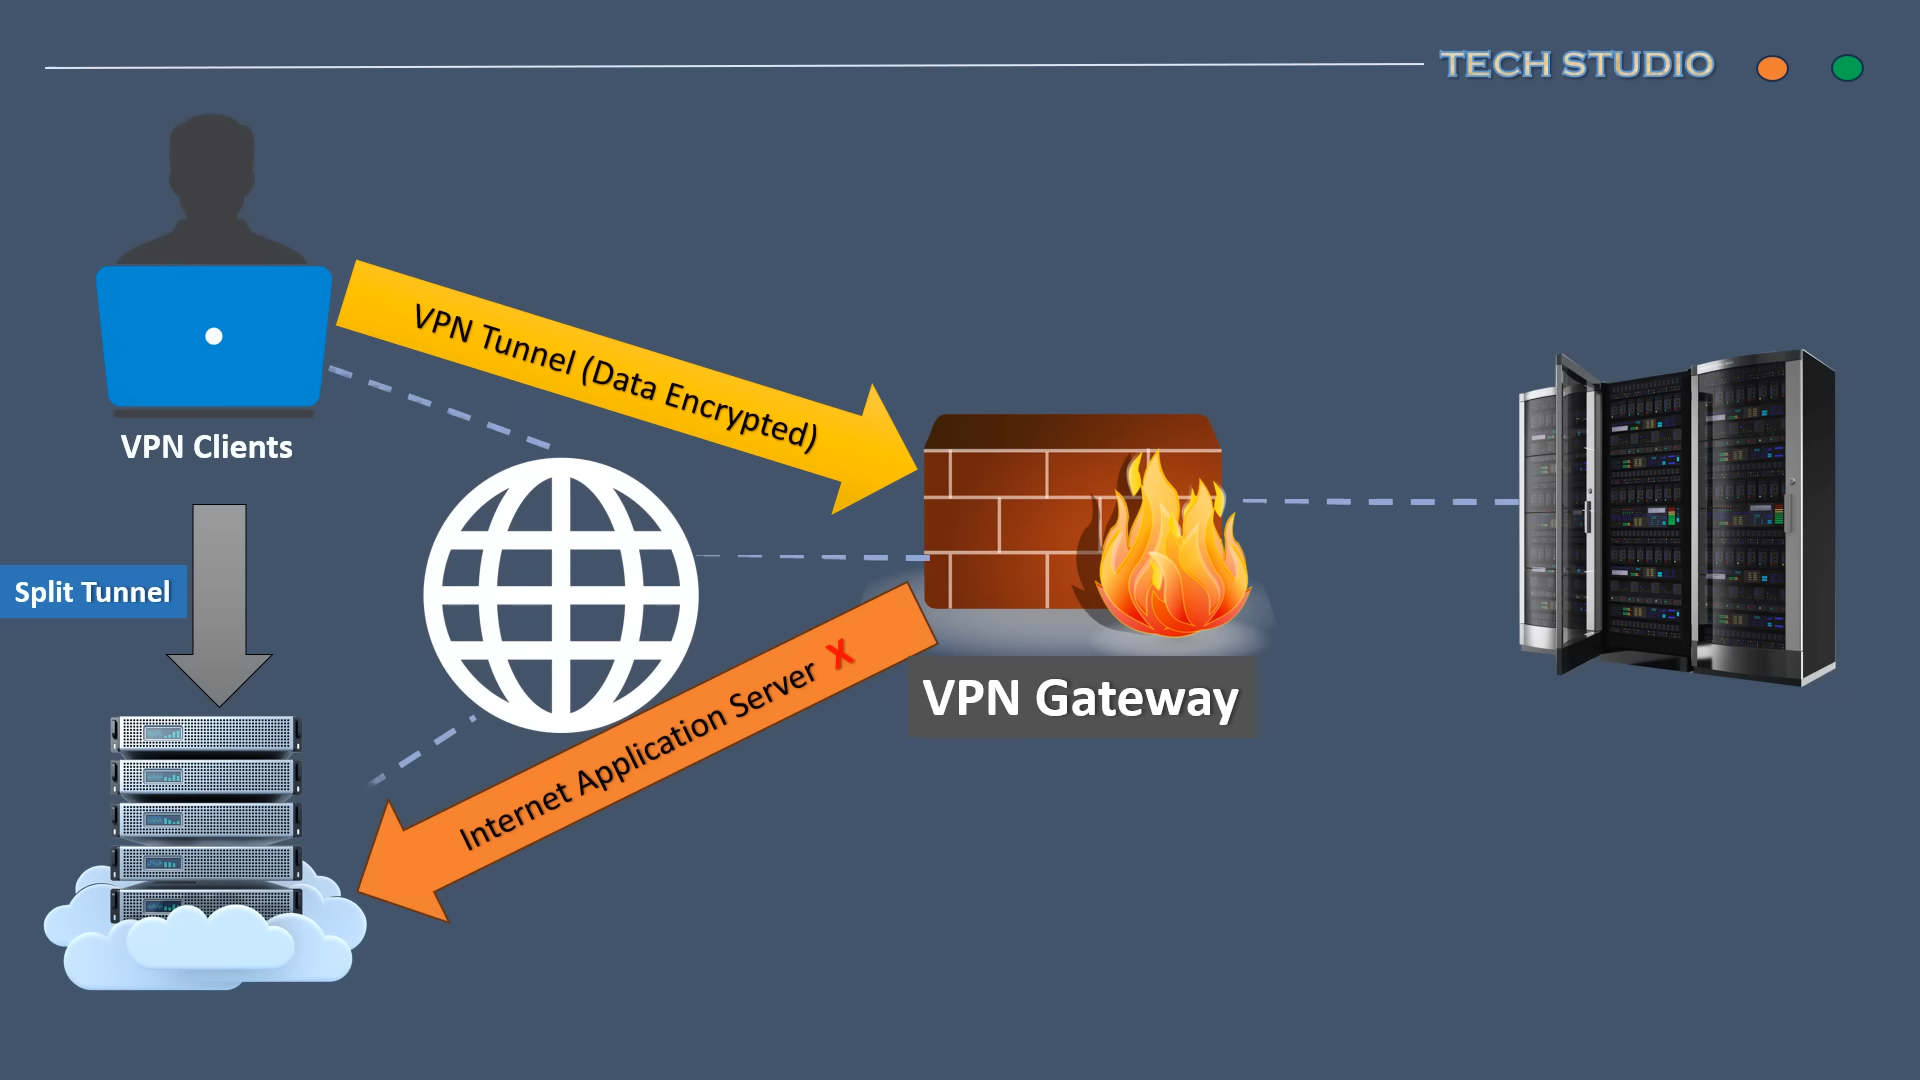 TECH STUDIO
VPN Tunnel (Data Encrypted)
VPN Clients
Split Tunnel
Internet Application Server X
VPN Gateway